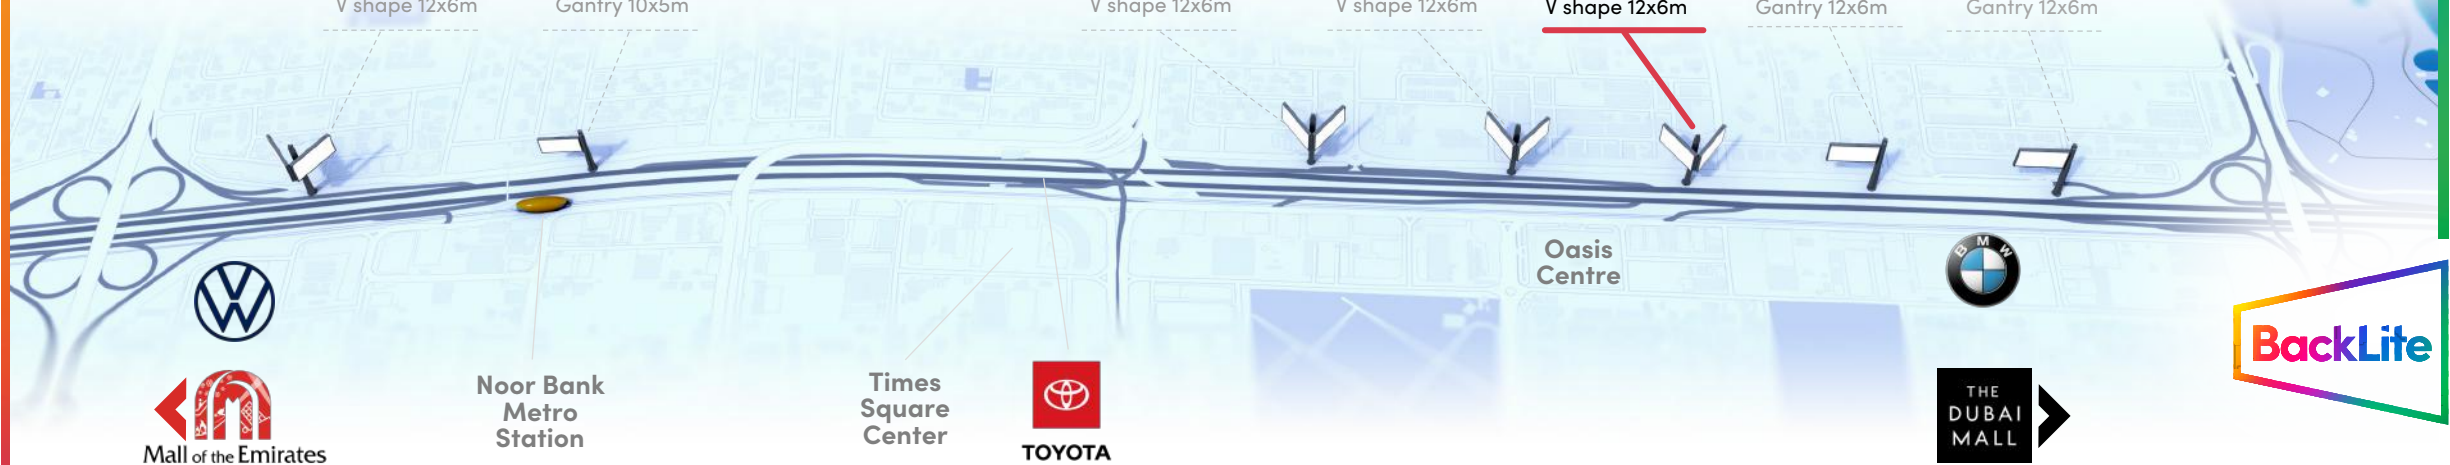 V shape 12x6m
Gantry 10x5m
V shape 12x6m
V shape 12x6m
V shape 12x6m
Gantry 12x6m
Gantry 12x6m
Oasis
Centre
BMW
BackLite
Noor Bank
Metro
Station
Times
Square
Center
TOYOTA
Mall of the Emirates
THE
DUBAI
MALL